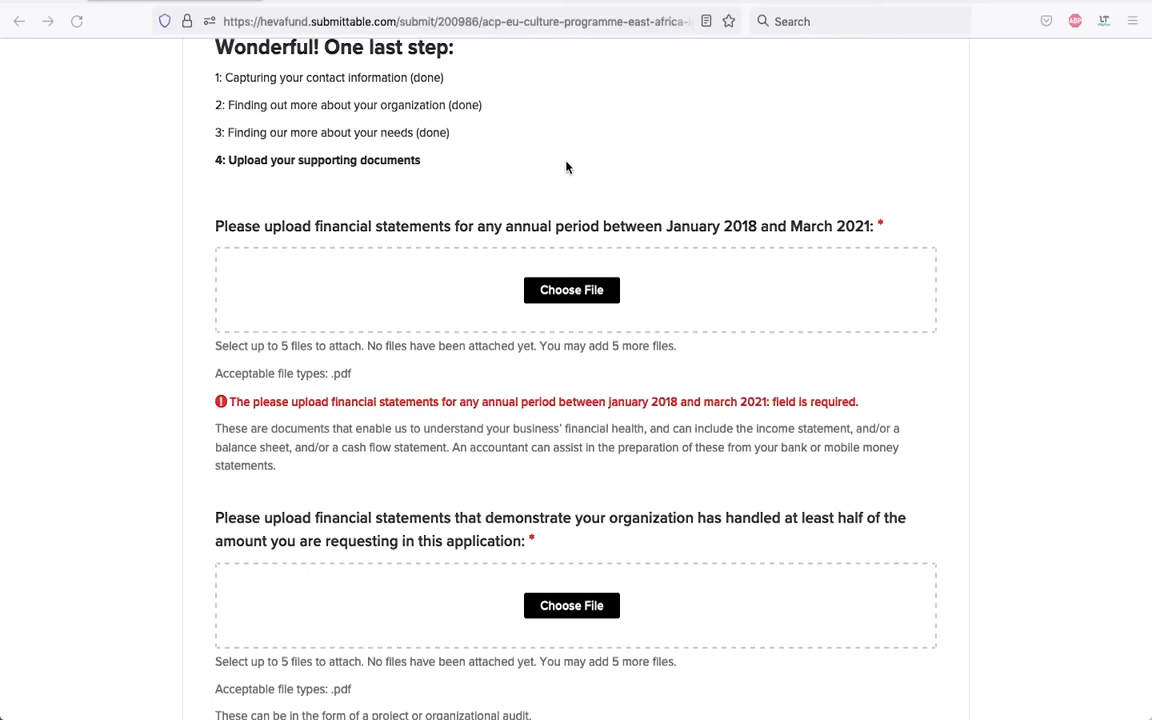 https://hevafund.submittable.com/submit/200986/acp-eu-culture-programme-east-africa-
Search
ABP
LT
Wonderful! One last step:
1: Capturing your contact information (done)
2: Finding out more about your organization (done)
3: Finding our more about your needs (done)
4: Upload your supporting documents
Please upload financial statements for any annual period between January 2018 and March 2021: *
Choose File
Select up to 5 files to attach. No files have been attached yet. You may add 5 more files.
Acceptable file types: .pdf
The please upload financial statements for any annual period between january 2018 and march 2021: field is required.
These are documents that enable us to understand your business' financial health, and can include the income statement, and/or a
balance sheet, and/or a cash flow statement. An accountant can assist in the preparation of these from your bank or mobile money
statements.
Please upload financial statements that demonstrate your organization has handled at least half of the
amount you are requesting in this application: *
Choose File
Select up to 5 files to attach. No files have been attached yet. You may add 5 more files.
Acceptable file types: .pdf
These can be in the form of a project or organizational audit.